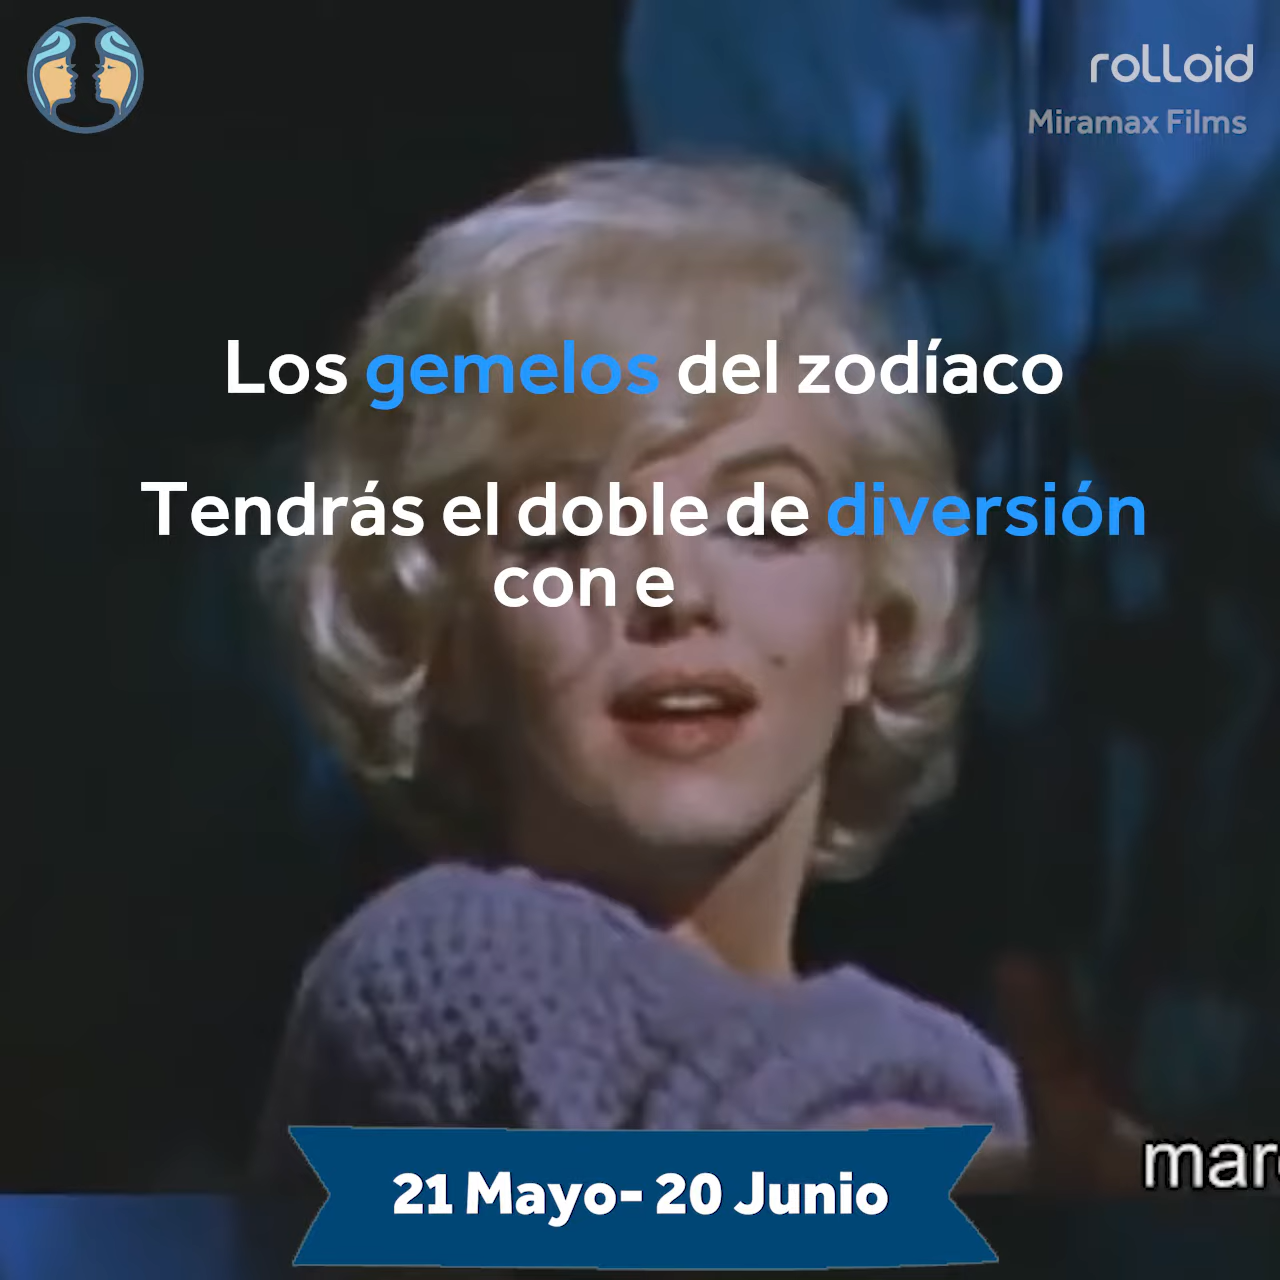 rolloid
Miramax Films
Los gemelos del zodíaco
Tendrás el doble de diversión
con e
21 Mayo- 20 Junio